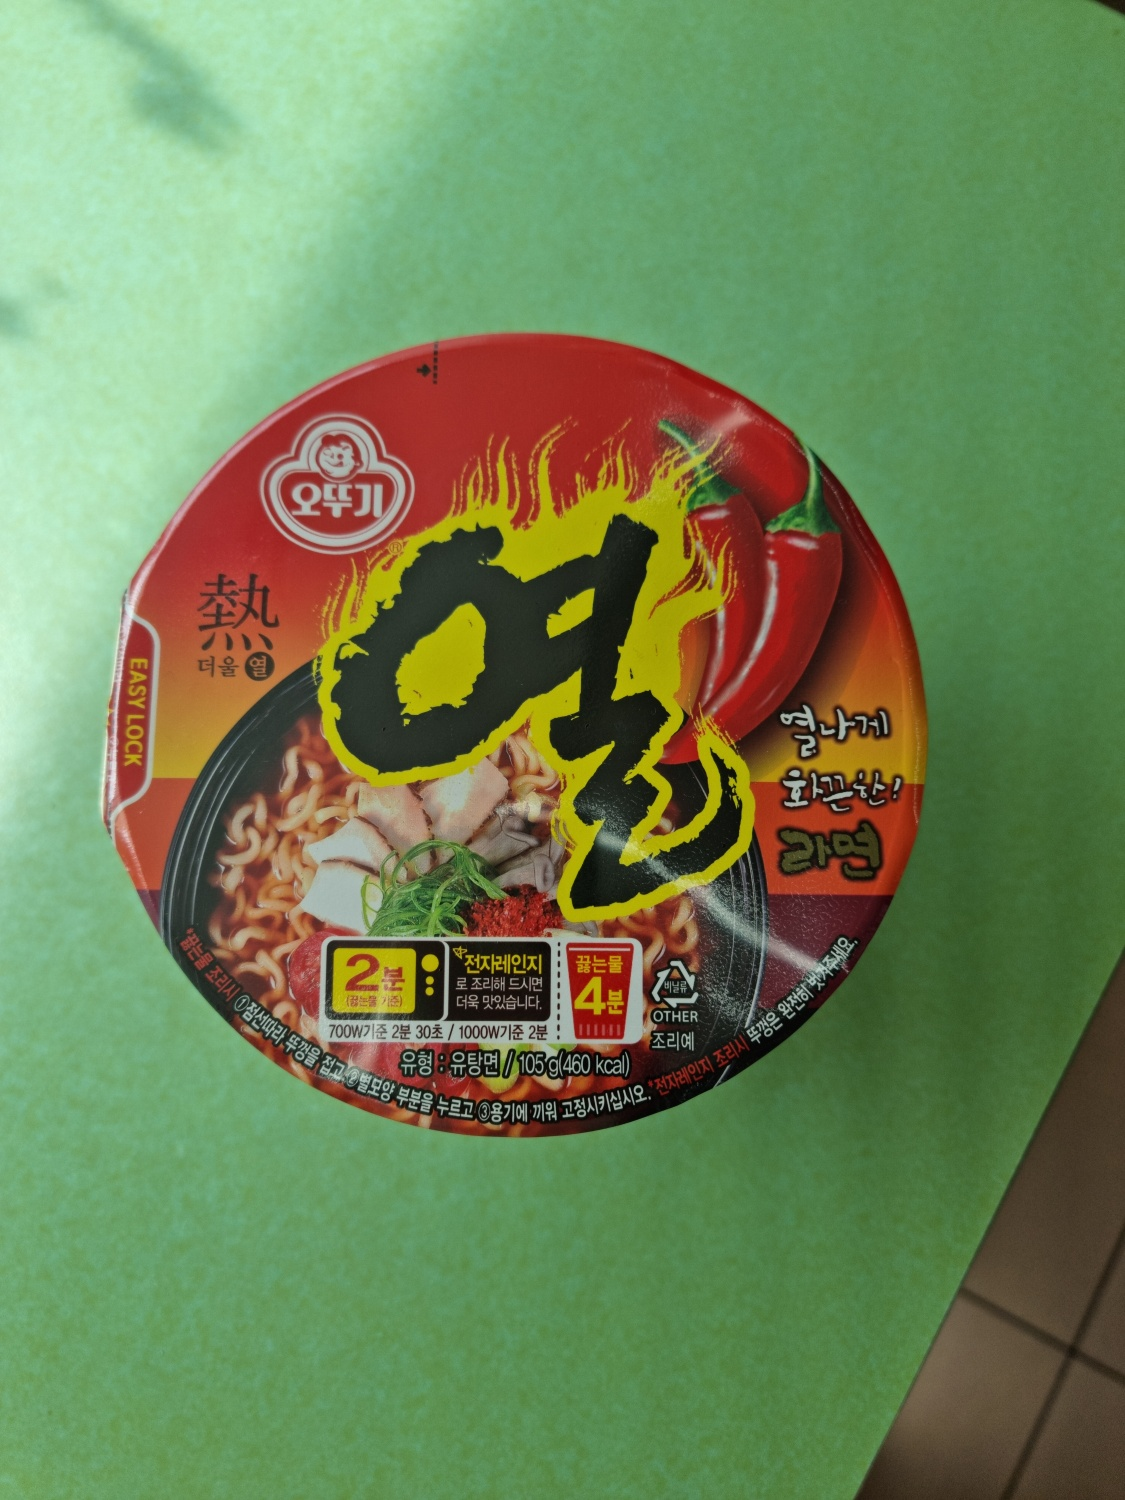 오뚜기
®
열
熱
더울 열
EASY LOCK
열나게
화끈한!
라면
2분
(끓는물 기준)
전자레인지
로 조리해 드시면
더욱 맛있습니다.
끓는물
4분
700W기준 2분 30초 / 1000W기준 2분
비닐류
OTHER
조리예
유형 : 유탕면 / 105 g(460 kcal)
*끓는물 조리시 ①점선따라 뚜껑을 접고, ②별모양 부분을 누르고 ③용기에 끼워 고정시키십시오. *전자레인지 조리시 뚜껑은 완전히 벗겨주세요.